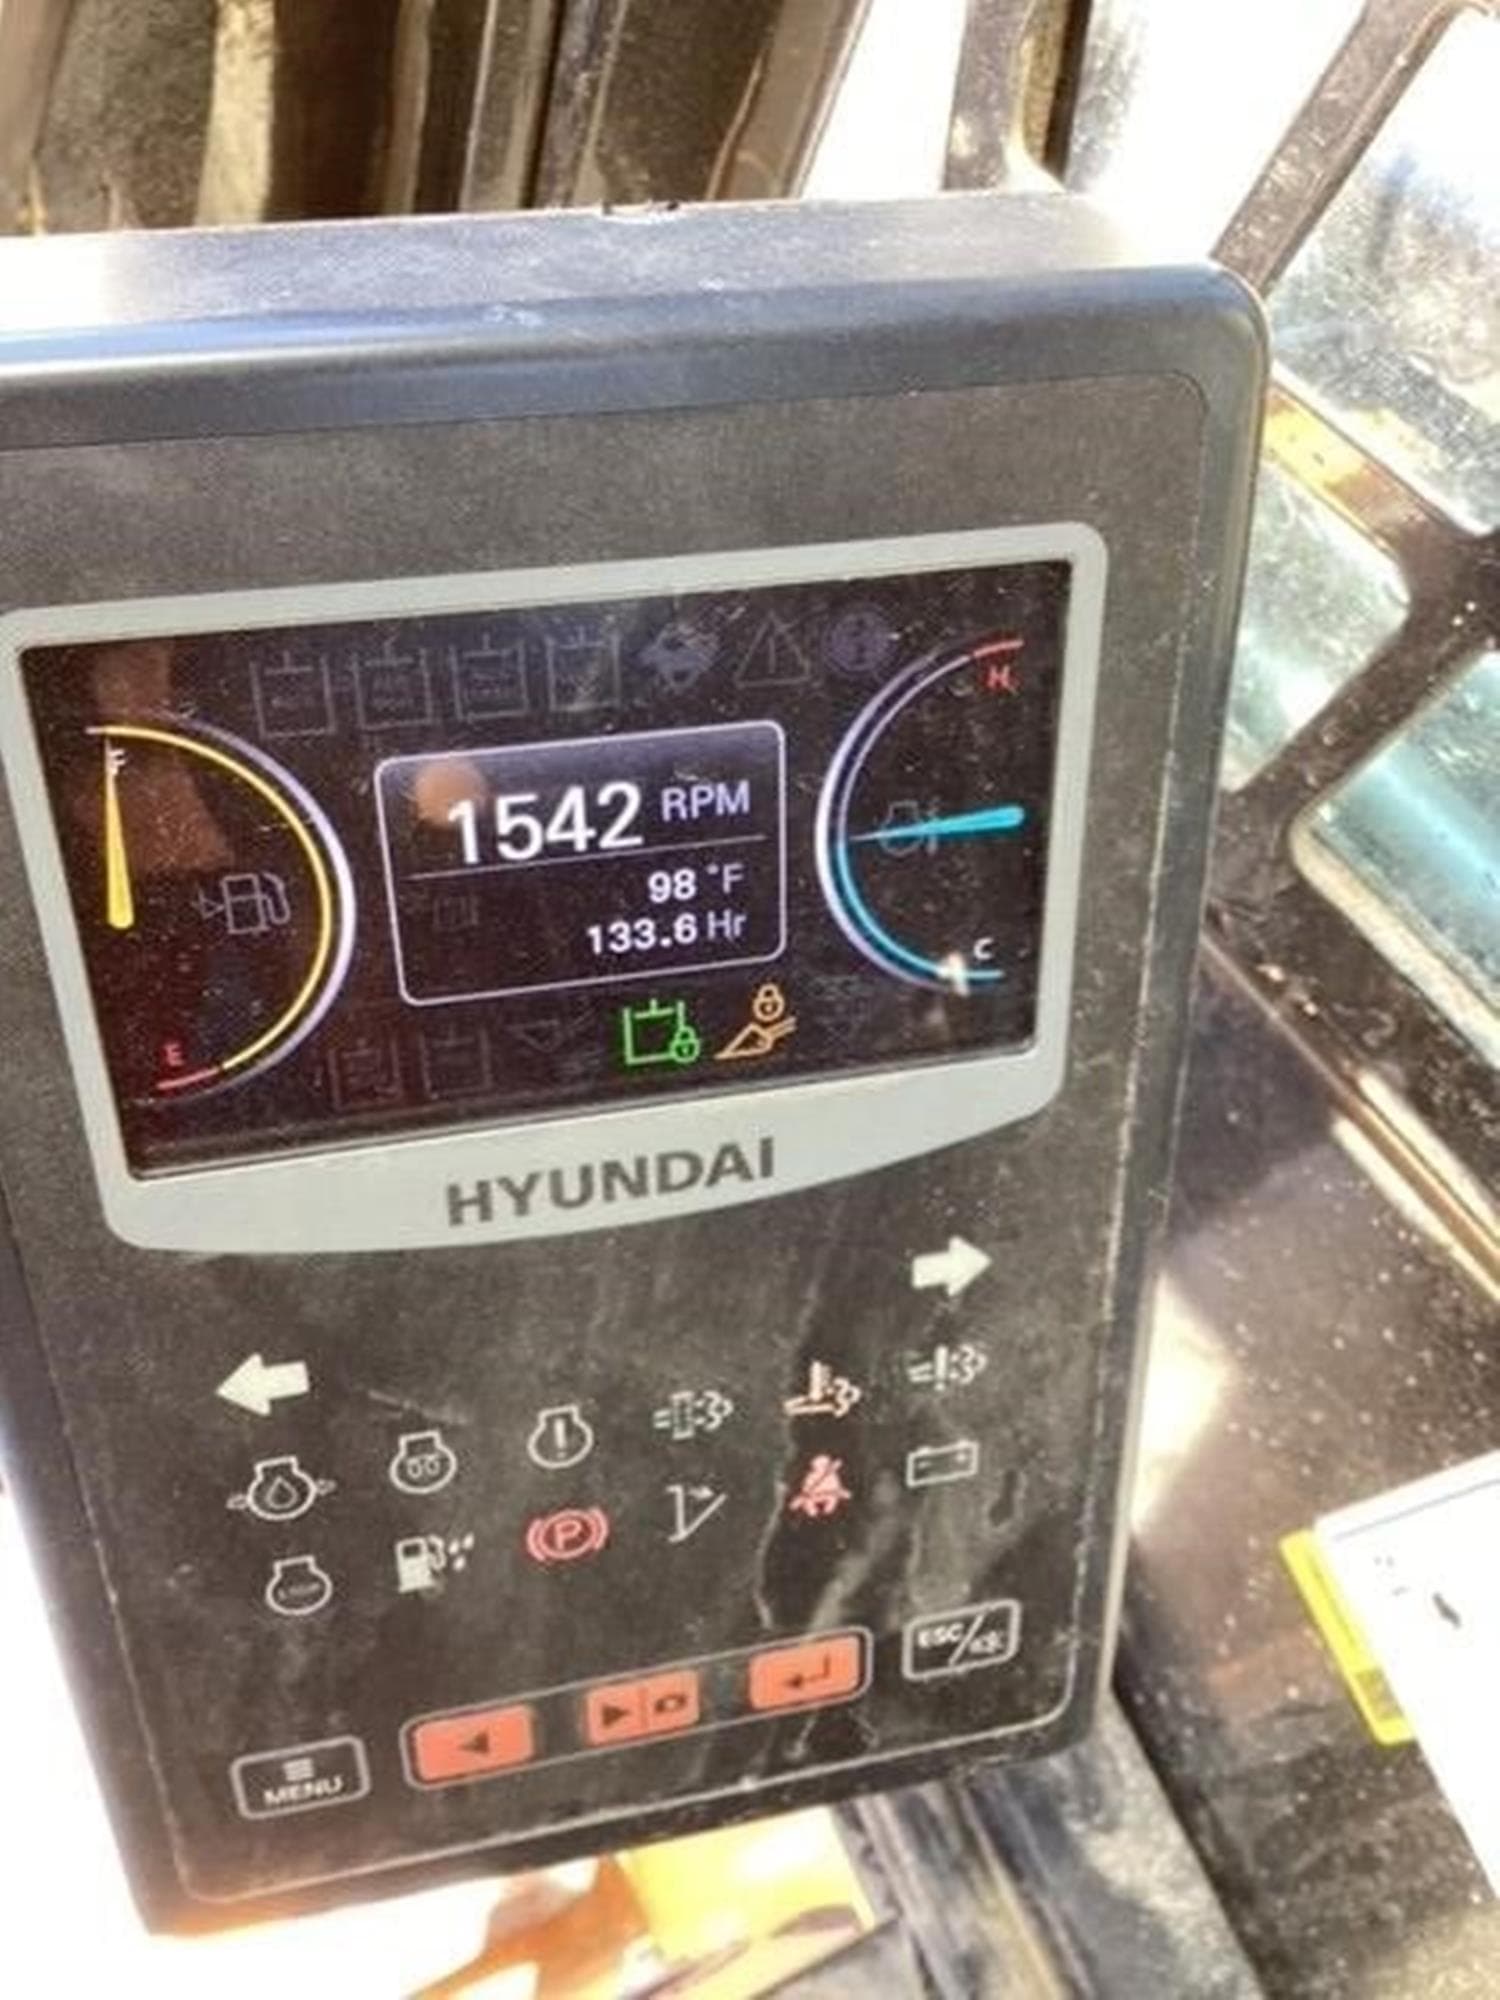 F
H
1542 RPM
98 °F
133.6 Hr
E
C
HYUNDAI
P
MENU
ESC/